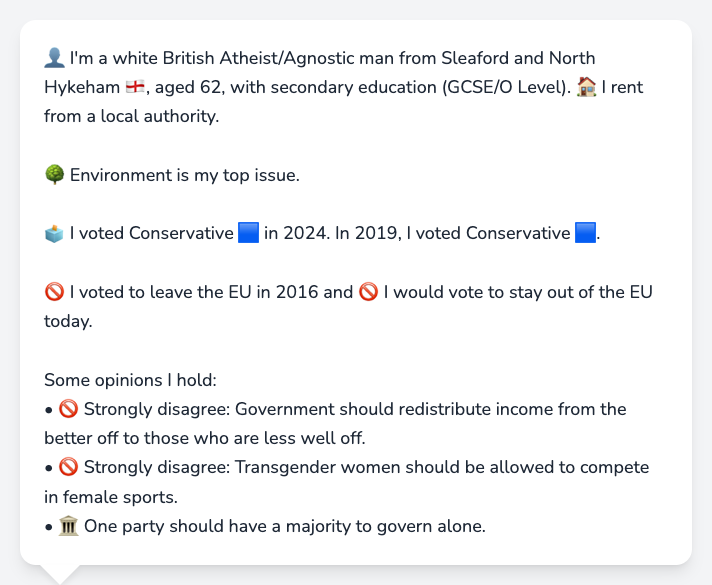 👤 I'm a white British Atheist/Agnostic man from Sleaford and North
Hykeham 🏴󠁧󠁢󠁥󠁮󠁧󠁿, aged 62, with secondary education (GCSE/O Level). 🏠 I rent
from a local authority.
🌳 Environment is my top issue.
🗳️ I voted Conservative 🟦 in 2024. In 2019, I voted Conservative 🟦.
🚫 I voted to leave the EU in 2016 and 🚫 I would vote to stay out of the EU
today.
Some opinions I hold:
• 🚫 Strongly disagree: Government should redistribute income from the
better off to those who are less well off.
• 🚫 Strongly disagree: Transgender women should be allowed to compete
in female sports.
• 🏛️ One party should have a majority to govern alone.